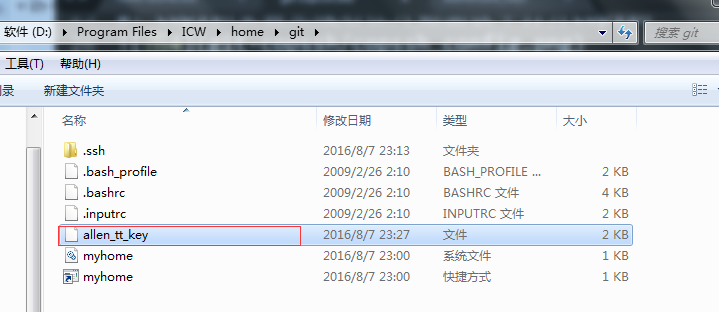 软件 (D:) ▸ Program Files ▸ ICW ▸ home ▸ git ▸ 搜索 git
工具(T) 帮助(H)
录 新建文件夹
名称 修改日期 类型 大小
.ssh 2016/8/7 23:13 文件夹
.bash_profile 2009/2/26 2:10 BASH_PROFILE ... 2 KB
.bashrc 2009/2/26 2:10 BASHRC 文件 4 KB
.inputrc 2009/2/26 2:10 INPUTRC 文件 2 KB
allen_tt_key 2016/8/7 23:27 文件 2 KB
myhome 2016/8/7 23:00 系统文件 1 KB
myhome 2016/8/7 23:00 快捷方式 1 KB